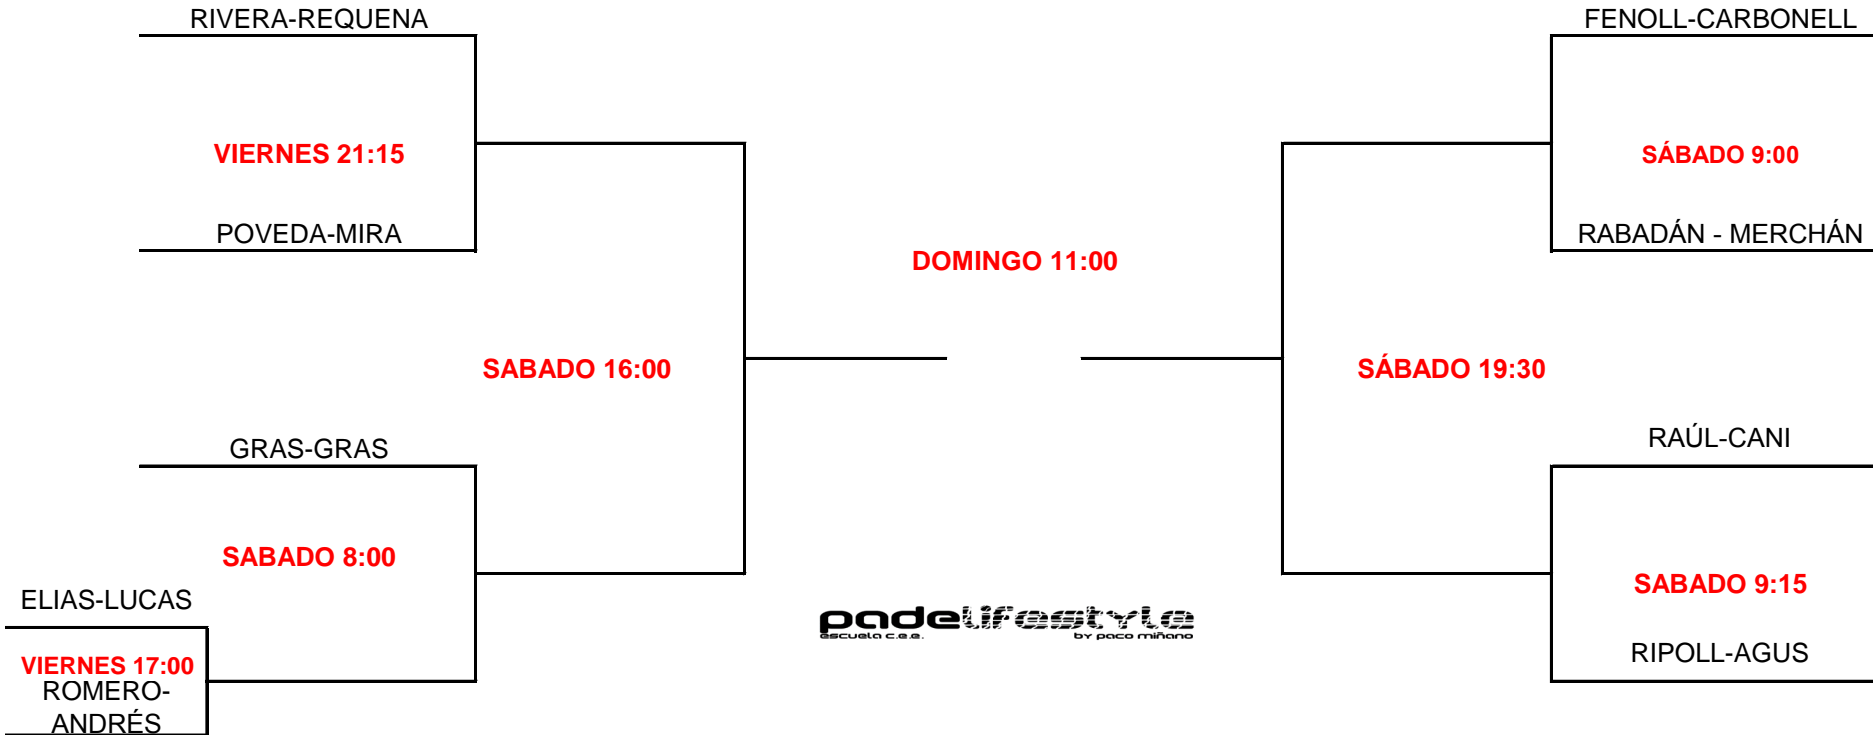 RIVERA-REQUENA
FENOLL-CARBONELL
VIERNES 21:15
SÁBADO 9:00
POVEDA-MIRA
RABADÁN - MERCHÁN
DOMINGO 11:00
SABADO 16:00
SÁBADO 19:30
GRAS-GRAS
RAÚL-CANI
SABADO 8:00
SABADO 9:15
ELIAS-LUCAS
padelifestyle
escuela c.e.e.
by paco miñano
RIPOLL-AGUS
VIERNES 17:00
ROMERO-
ANDRÉS